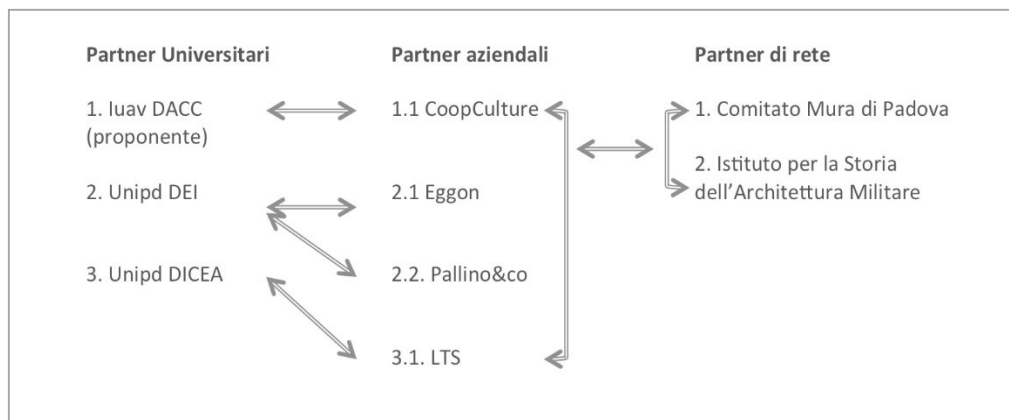 Partner Universitari
Partner aziendali
Partner di rete
1. Iuav DACC
(proponente)
1.1 CoopCulture
1. Comitato Mura di Padova
2. Unipd DEI
2.1 Eggon
2. Istituto per la Storia
dell’Architettura Militare
3. Unipd DICEA
2.2. Pallino&co
3.1. LTS